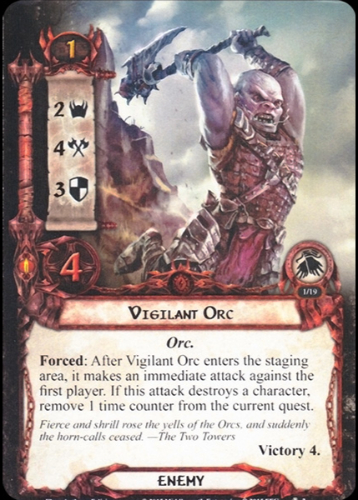 1
2
4
3
4
1/19
Vigilant Orc
Orc.
Forced: After Vigilant Orc enters the staging
area, it makes an immediate attack against the
first player. If this attack destroys a character,
remove 1 time counter from the current quest.
Fierce and shrill rose the yells of the Orcs, and suddenly
the horn-calls ceased. —The Two Towers
Victory 4.
ENEMY